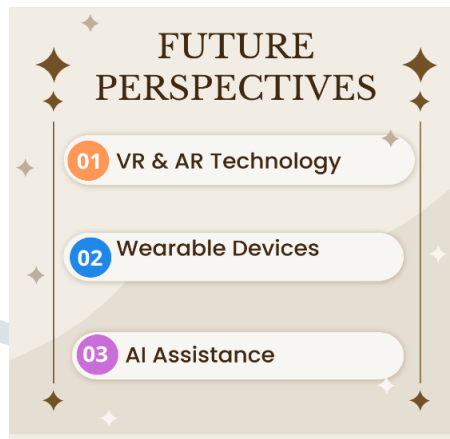 FUTURE
PERSPECTIVES
01 VR & AR Technology
02 Wearable Devices
03 AI Assistance